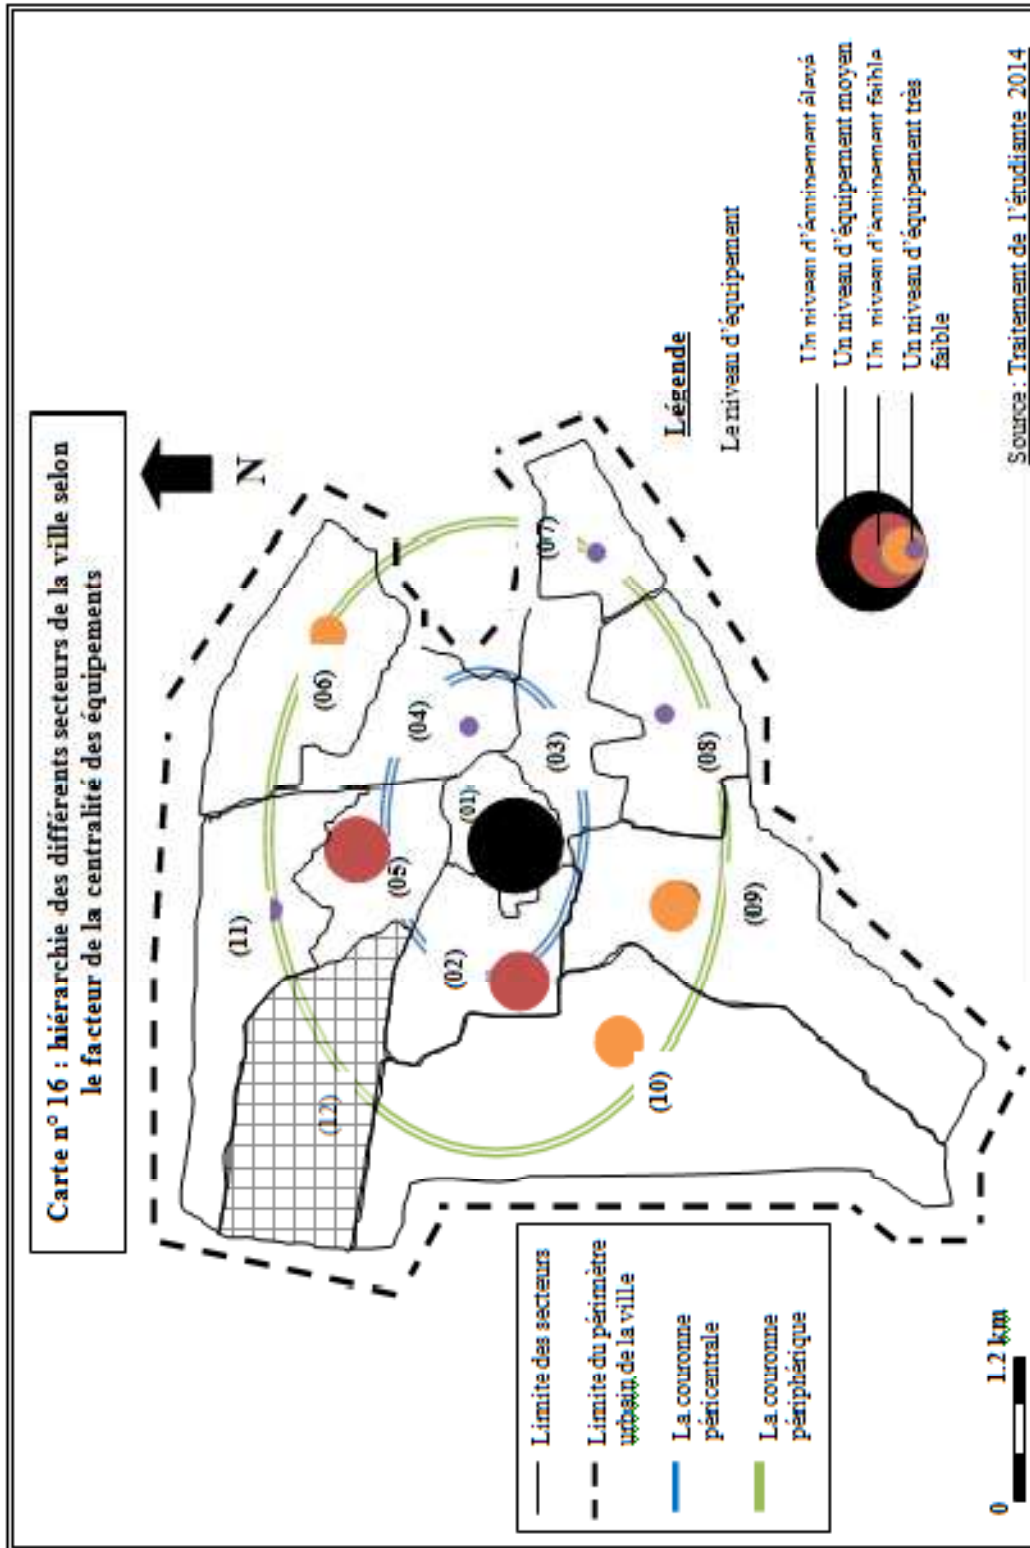 Carte n° 16 : hiérarchie des différents secteurs de la ville selon
le facteur de la centralité des équipements
N
(11)
(06)
(12)
(05)
(04)
(02)
(01)
(03)
(07)
(10)
(09)
(08)
Limite des secteurs
Limite du périmètre
urbain de la ville
La couronne
péricentrale
La couronne
périphérique
0 1.2 km
Légende
Le niveau d'équipement
Un niveau d'équipement élevé
Un niveau d'équipement moyen
Un niveau d'équipement faible
Un niveau d'équipement très
faible
Source : Traitement de l'étudiante 2014